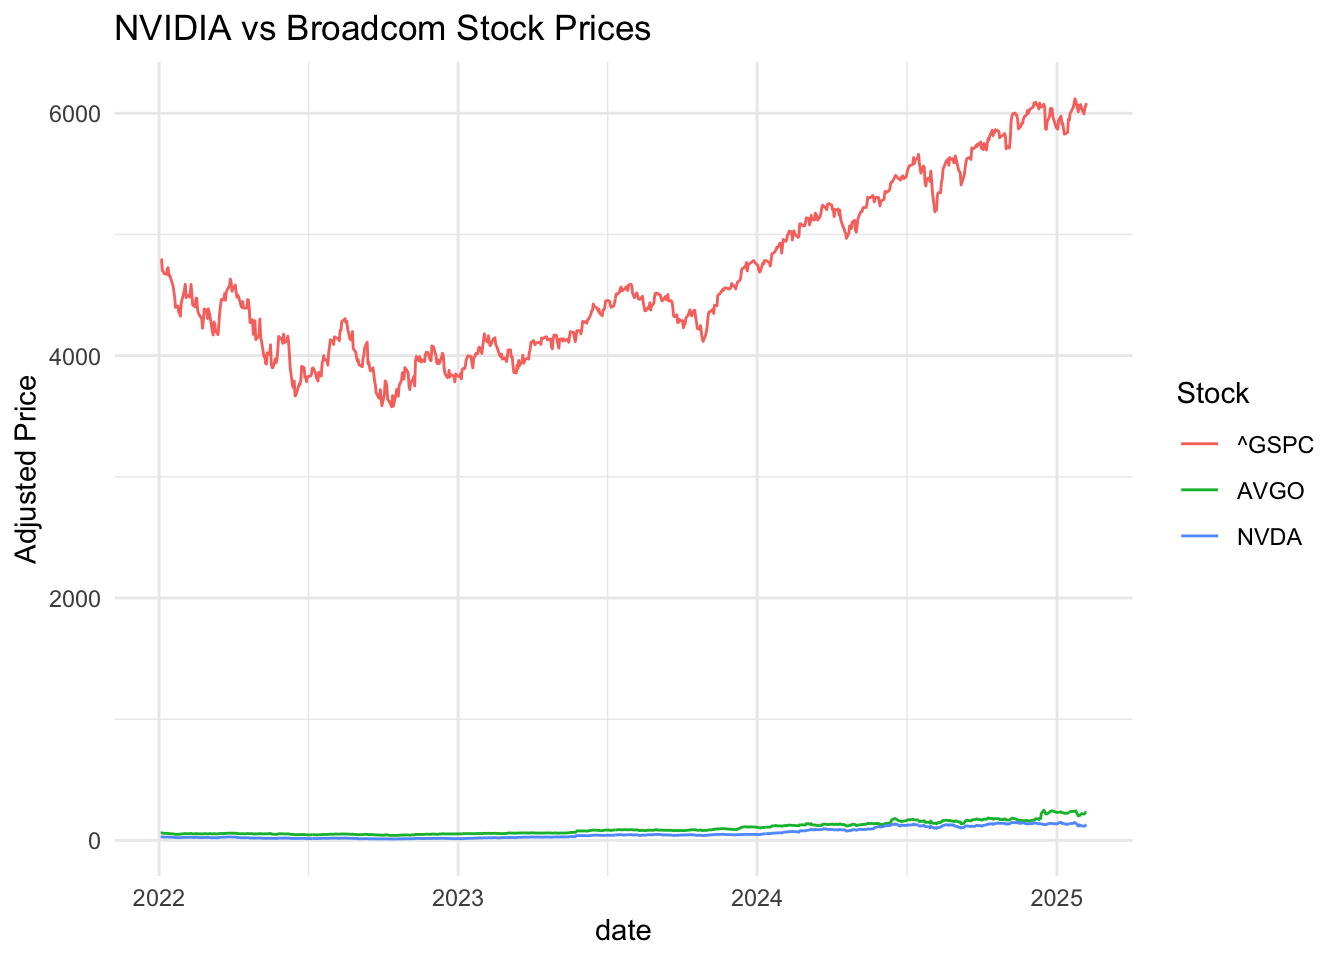 NVIDIA vs Broadcom Stock Prices
6000
4000
2000
0
Adjusted Price
2022
2023
2024
2025
date
Stock
^GSPC
AVGO
NVDA